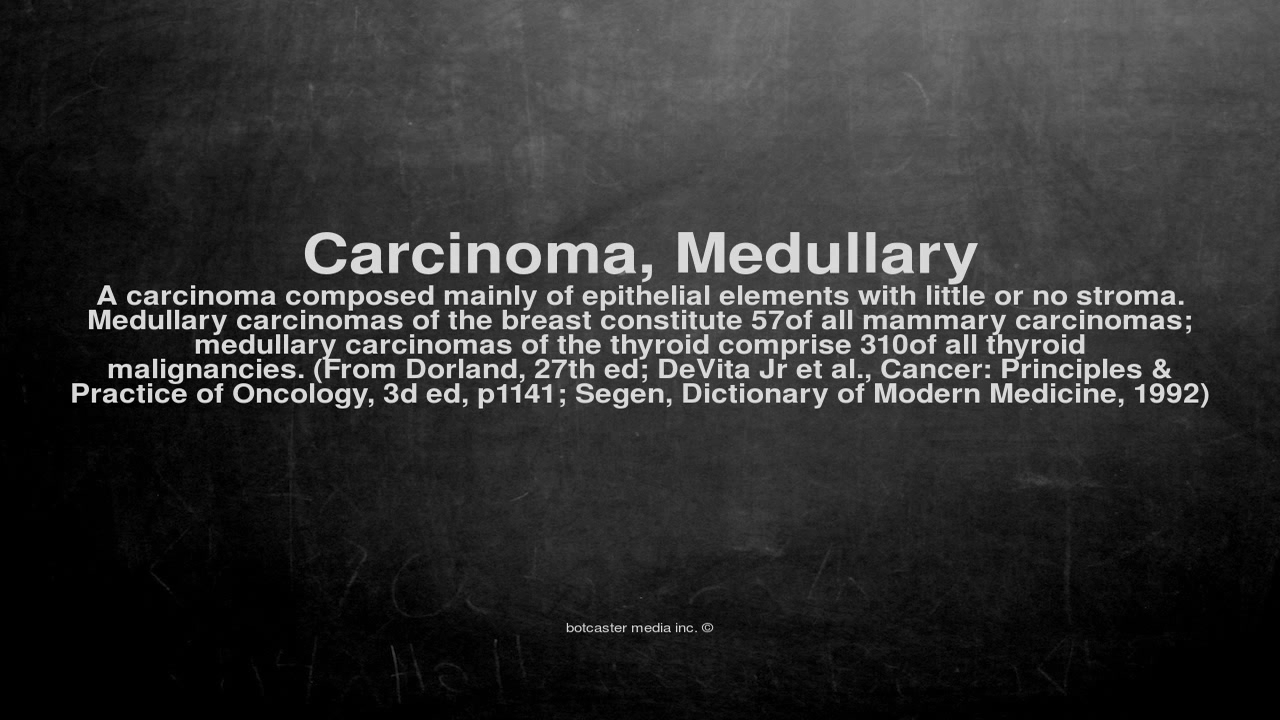 Carcinoma, Medullary
A carcinoma composed mainly of epithelial elements with little or no stroma.
Medullary carcinomas of the breast constitute 57of all mammary carcinomas;
medullary carcinomas of the thyroid comprise 310of all thyroid
malignancies. (From Dorland, 27th ed; DeVita Jr et al., Cancer: Principles &
Practice of Oncology, 3d ed, p1141; Segen, Dictionary of Modern Medicine, 1992)
botcaster media inc. ©